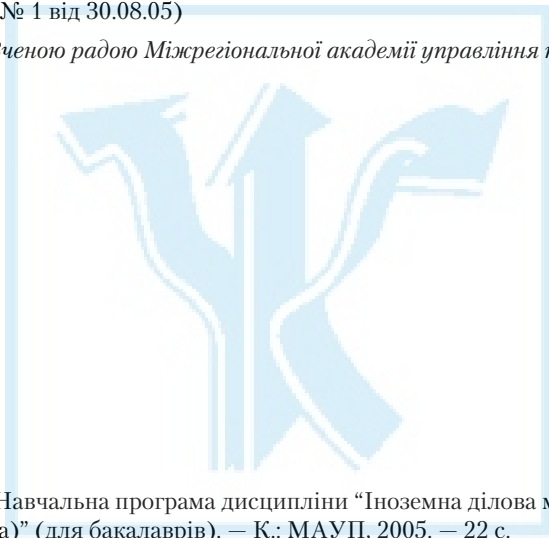 № 1 від 30.08.05)
ченою радою Міжрегіональної академії управління
Навчальна програма дисципліни “Іноземна ділова
а)” (для бакалаврів). — К.: МАУП, 2005. — 22 с.